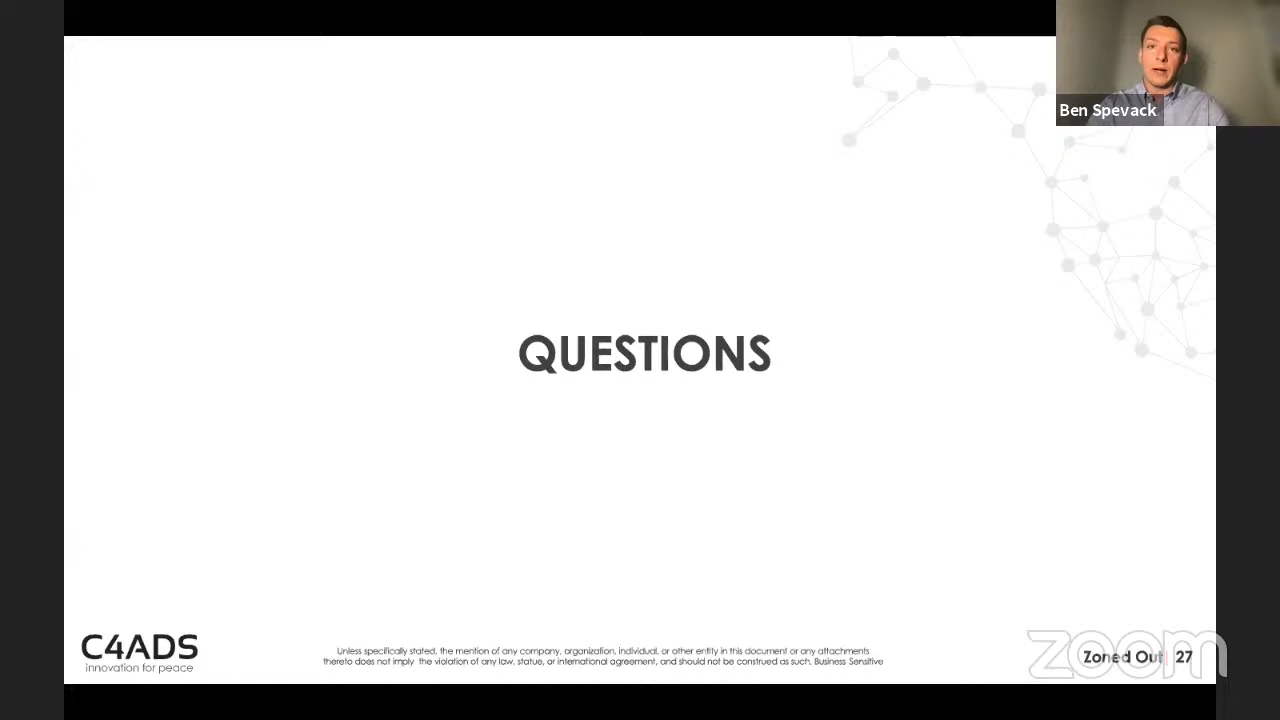 Ben Spevack
QUESTIONS
C4ADS
innovation for peace
Unless specifically stated, the mention of any company, organization, individual, or other entity in this document or any attachments
thereto does not imply the violation of any law, statue, or international agreement, and should not be construed as such. Business Sensitive
zoom
Zoned Out| 27